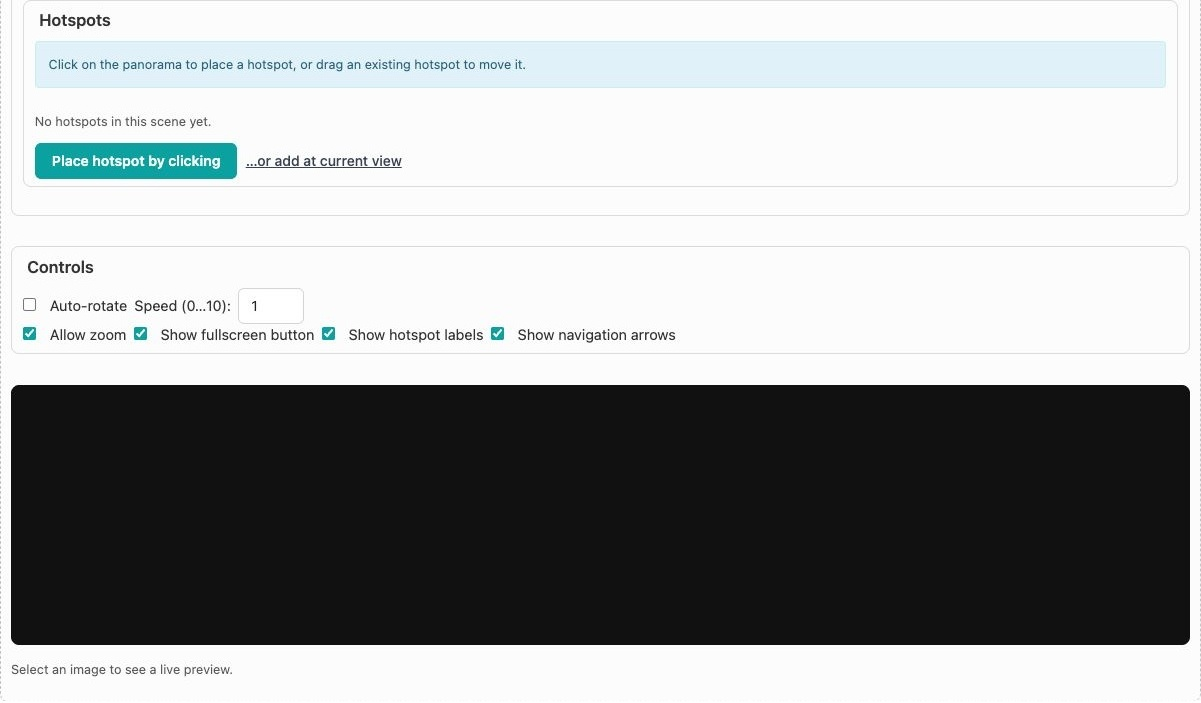 Hotspots
Click on the panorama to place a hotspot, or drag an existing hotspot to move it.
No hotspots in this scene yet.
Place hotspot by clicking ...or add at current view
Controls
Auto-rotate Speed (0...10): 1
Allow zoom Show fullscreen button Show hotspot labels Show navigation arrows
Select an image to see a live preview.